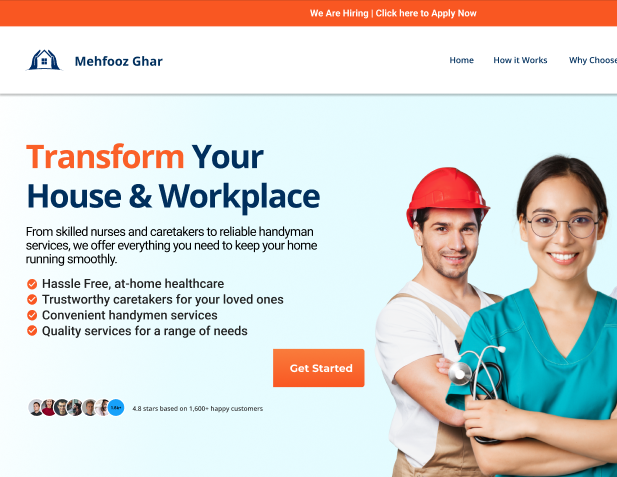 We Are Hiring | Click here to Apply Now
Mehfooz Ghar
Home How it Works Why Choose
Transform Your
House & Workplace
From skilled nurses and caretakers to reliable handyman
services, we offer everything you need to keep your home
running smoothly.
Hassle Free, at-home healthcare
Trustworthy caretakers for your loved ones
Convenient handymen services
Quality services for a range of needs
Get Started
4.8 stars based on 1,600+ happy customers